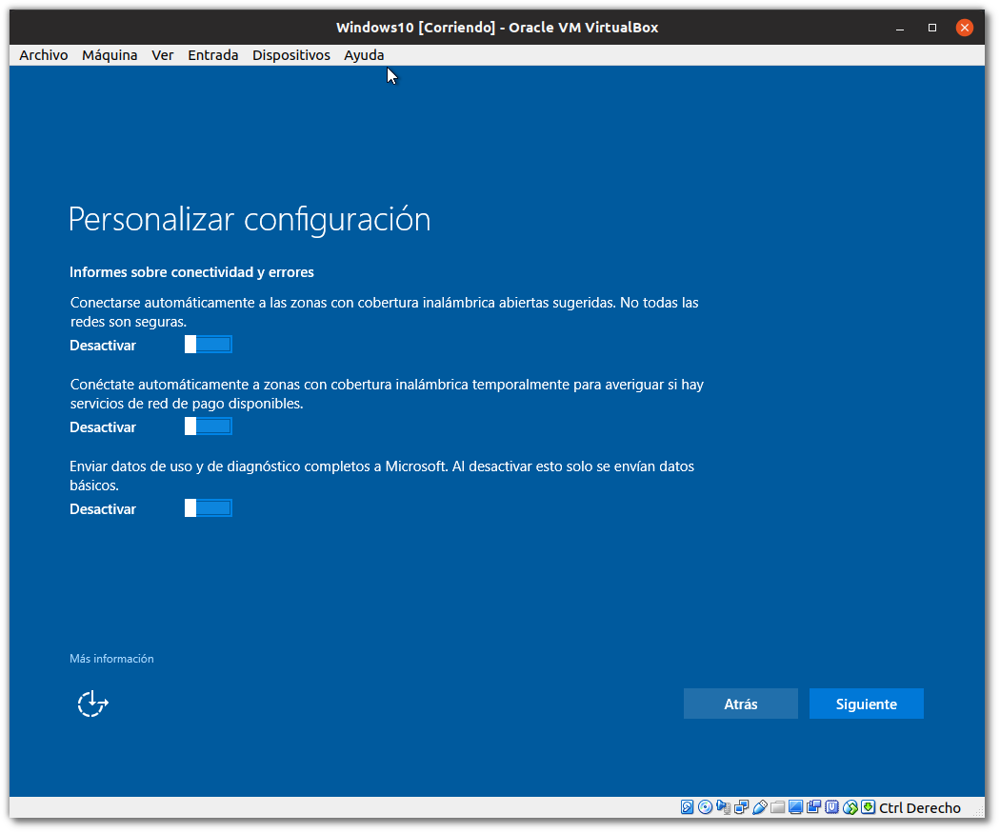 Windows10 [Corriendo] - Oracle VM VirtualBox
Archivo Máquina Ver Entrada Dispositivos Ayuda
Personalizar configuración
Informes sobre conectividad y errores
Conectarse automáticamente a las zonas con cobertura inalámbrica abiertas sugeridas. No todas las
redes son seguras.
Desactivar
Conéctate automáticamente a zonas con cobertura inalámbrica temporalmente para averiguar si hay
servicios de red de pago disponibles.
Desactivar
Enviar datos de uso y de diagnóstico completos a Microsoft. Al desactivar esto solo se envían datos
básicos.
Desactivar
Más información
Atrás Siguiente
Ctrl Derecho